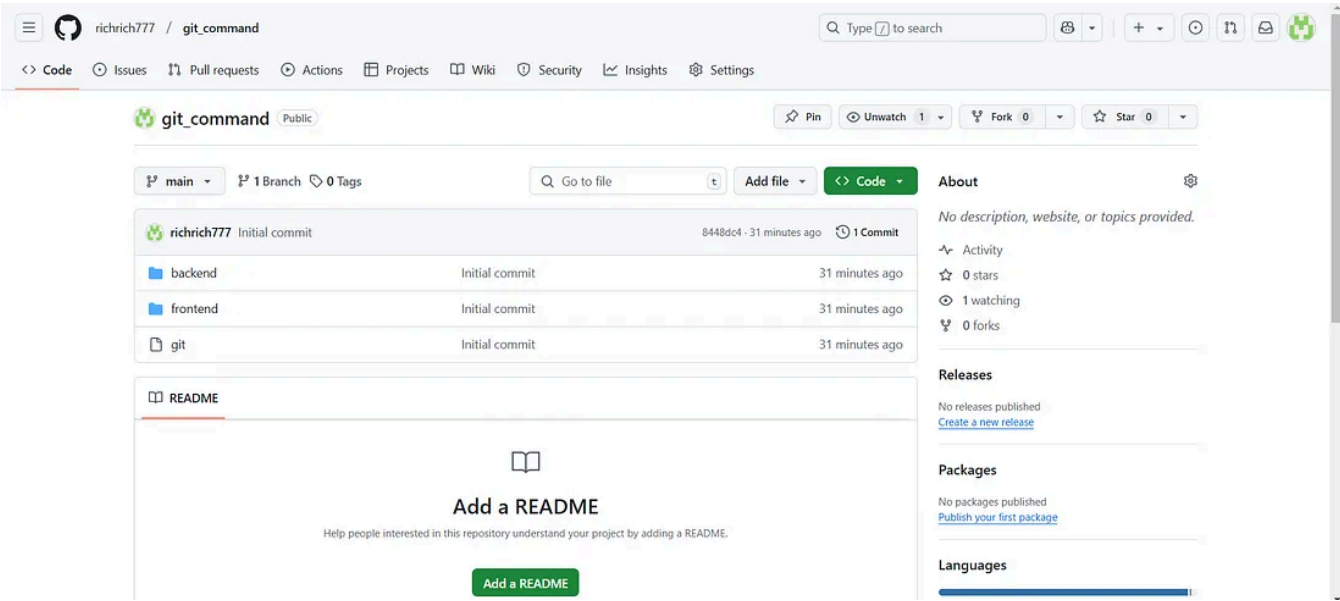 richrich777 / git_command
Type / to search
Code Issues Pull requests Actions Projects Wiki Security Insights Settings
git_command Public
Pin Unwatch 1 Fork 0 Star 0
main 1 Branch 0 Tags
Go to file t Add file Code
richrich777 Initial commit 8448dc4 · 31 minutes ago 1 Commit
backend Initial commit 31 minutes ago
frontend Initial commit 31 minutes ago
git Initial commit 31 minutes ago
README
Add a README
Help people interested in this repository understand your project by adding a README.
Add a README
About
No description, website, or topics provided.
Activity
0 stars
1 watching
0 forks
Releases
No releases published
Create a new release
Packages
No packages published
Publish your first package
Languages